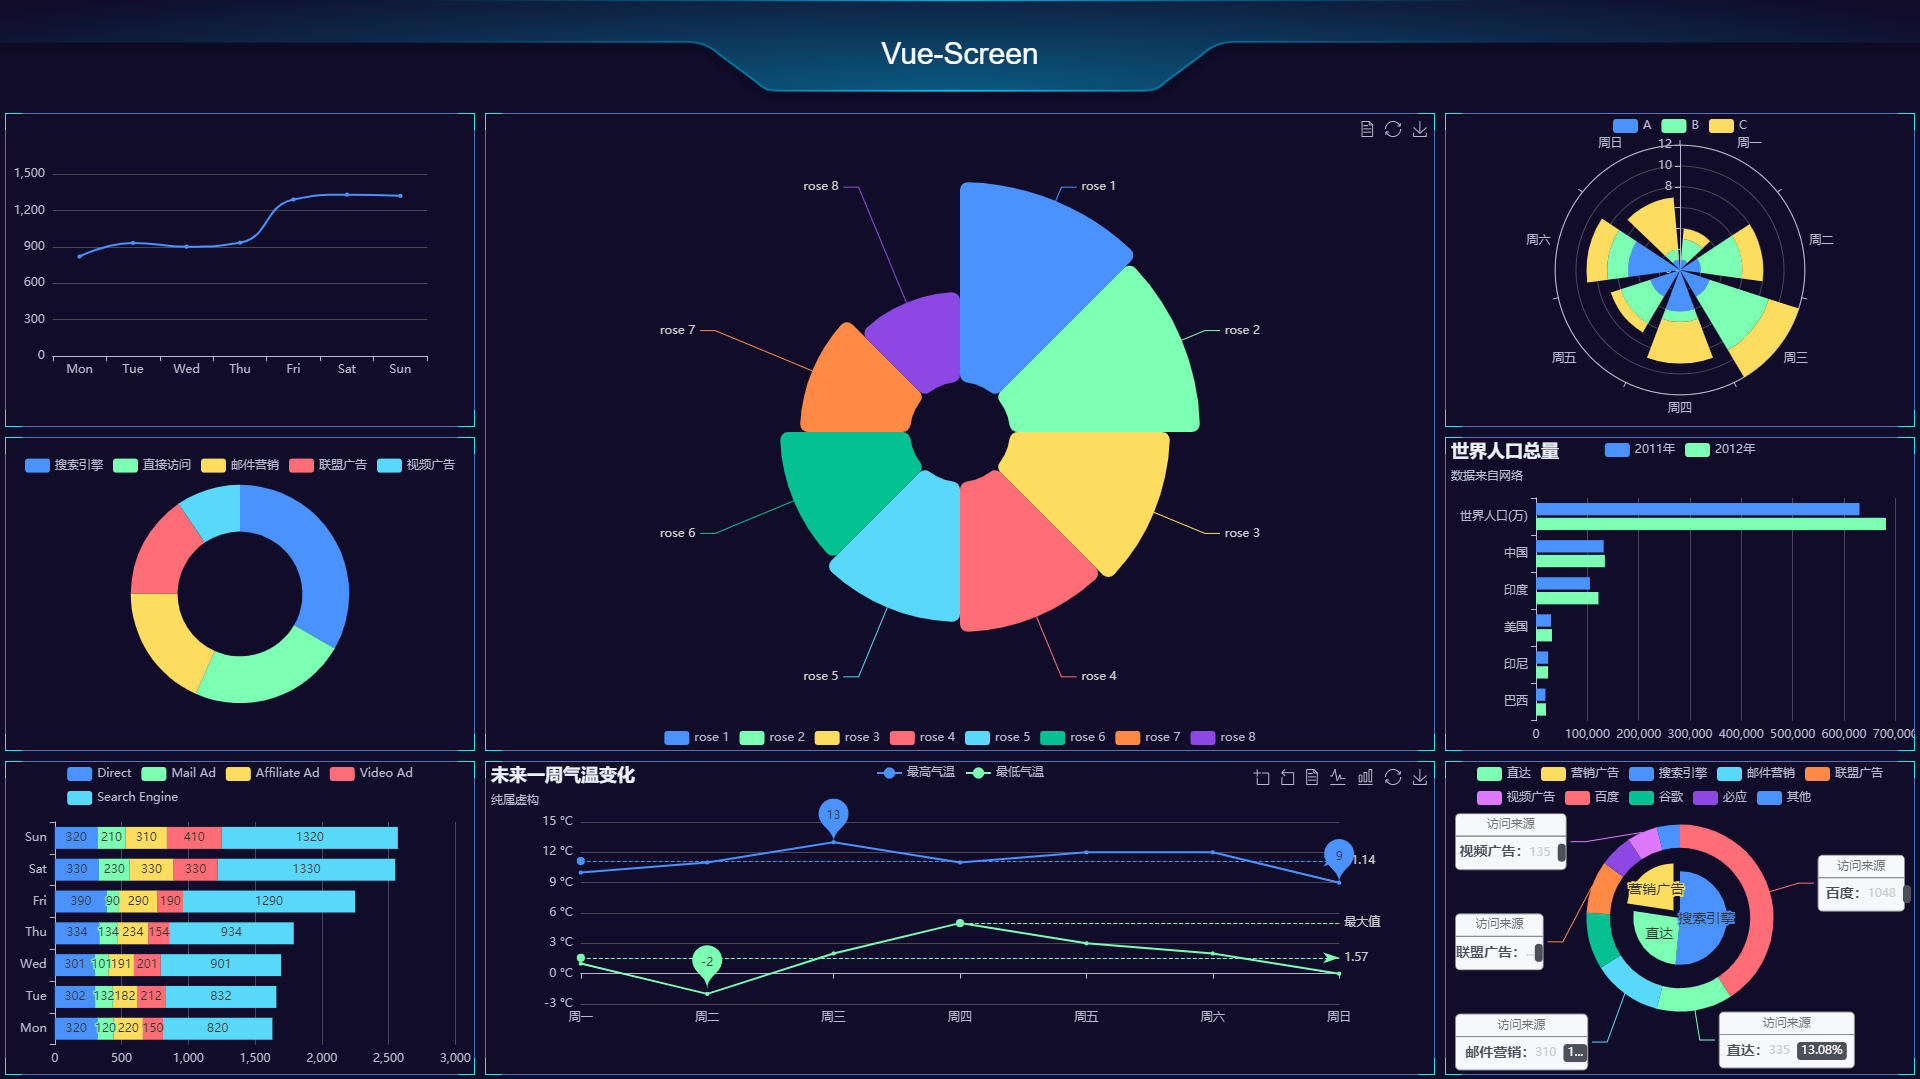 Vue-Screen
1,500
1,200
900
600
300
0
Mon Tue Wed Thu Fri Sat Sun
搜索引擎 直接访问 邮件营销 联盟广告 视频广告
Direct Mail Ad Affiliate Ad Video Ad
Search Engine
Sun 320 210 310 410 1320
Sat 330 230 330 330 1330
Fri 390 90 290 190 1290
Thu 334 134 234 154 934
Wed 301 101 191 201 901
Tue 302 132 182 212 832
Mon 320 120 220 150 820
0 500 1,000 1,500 2,000 2,500 3,000
rose 8 rose 1
rose 7 rose 2
rose 6 rose 3
rose 5 rose 4
rose 1 rose 2 rose 3 rose 4 rose 5 rose 6 rose 7 rose 8
未来一周气温变化
纯属虚构
最高气温 最低气温
15 °C
13
12 °C
9
1.14
9 °C
6 °C
最大值
3 °C
-2
1.57
0 °C
-3 °C
周一 周二 周三 周四 周五 周六 周日
A B C
12
10
8
周日 周一
周六 周二
周五 周三
周四
世界人口总量
2011年 2012年
数据来自网络
世界人口(万)
中国
印度
美国
印尼
巴西
0 100,000 200,000 300,000 400,000 500,000 600,000 700,000
直达 营销广告 搜索引擎 邮件营销 联盟广告
视频广告 百度 谷歌 必应 其他
访问来源
视频广告: 135
访问来源
百度: 1048
营销广告
搜索引擎
直达
访问来源
联盟广告: ...
访问来源
邮件营销: 310 1...
访问来源
直达: 335 13.08%